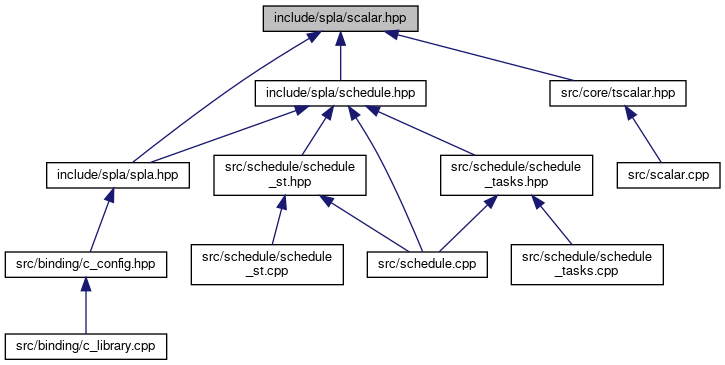 include/spla/scalar.hpp
include/spla/schedule.hpp
src/core/tscalar.hpp
include/spla/spla.hpp
src/schedule/schedule
_st.hpp
src/schedule/schedule
_tasks.hpp
src/scalar.cpp
src/binding/c_config.hpp
src/schedule/schedule
_st.cpp
src/schedule.cpp
src/schedule/schedule
_tasks.cpp
src/binding/c_library.cpp